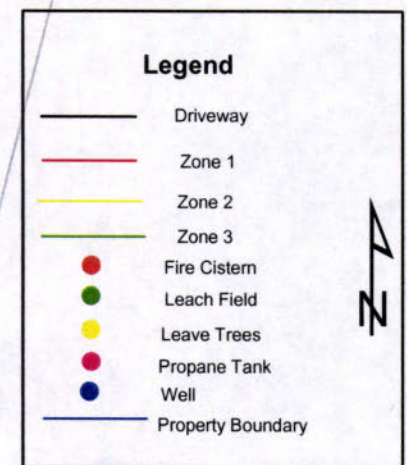 Legend
Driveway
Zone 1
Zone 2
Zone 3
Fire Cistern
Leach Field
Leave Trees
Propane Tank
Well
Property Boundary
N